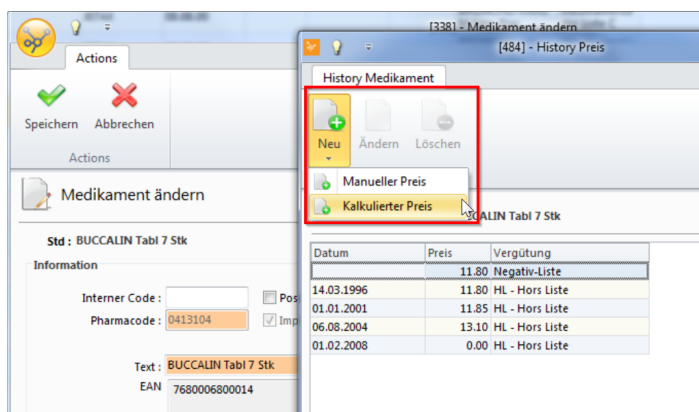 [338] - Medikament ändern
[484] - History Preis
Actions
History Medikament
Speichern Abbrechen
Actions
Neu Ändern Löschen
Manueller Preis
Kalkulierter Preis
Medikament ändern
Std : BUCCALIN Tabl 7 Stk
CALIN Tabl 7 Stk
Information
Interner Code :
Pos
Pharmacode : 0413104
Imp
Text : BUCCALIN Tabl 7 Stk
EAN 7680006800014
Datum Preis Vergütung
11.80 Negativ-Liste
14.03.1996 11.80 HL - Hors Liste
01.01.2001 11.85 HL - Hors Liste
06.08.2004 13.10 HL - Hors Liste
01.02.2008 0.00 HL - Hors Liste